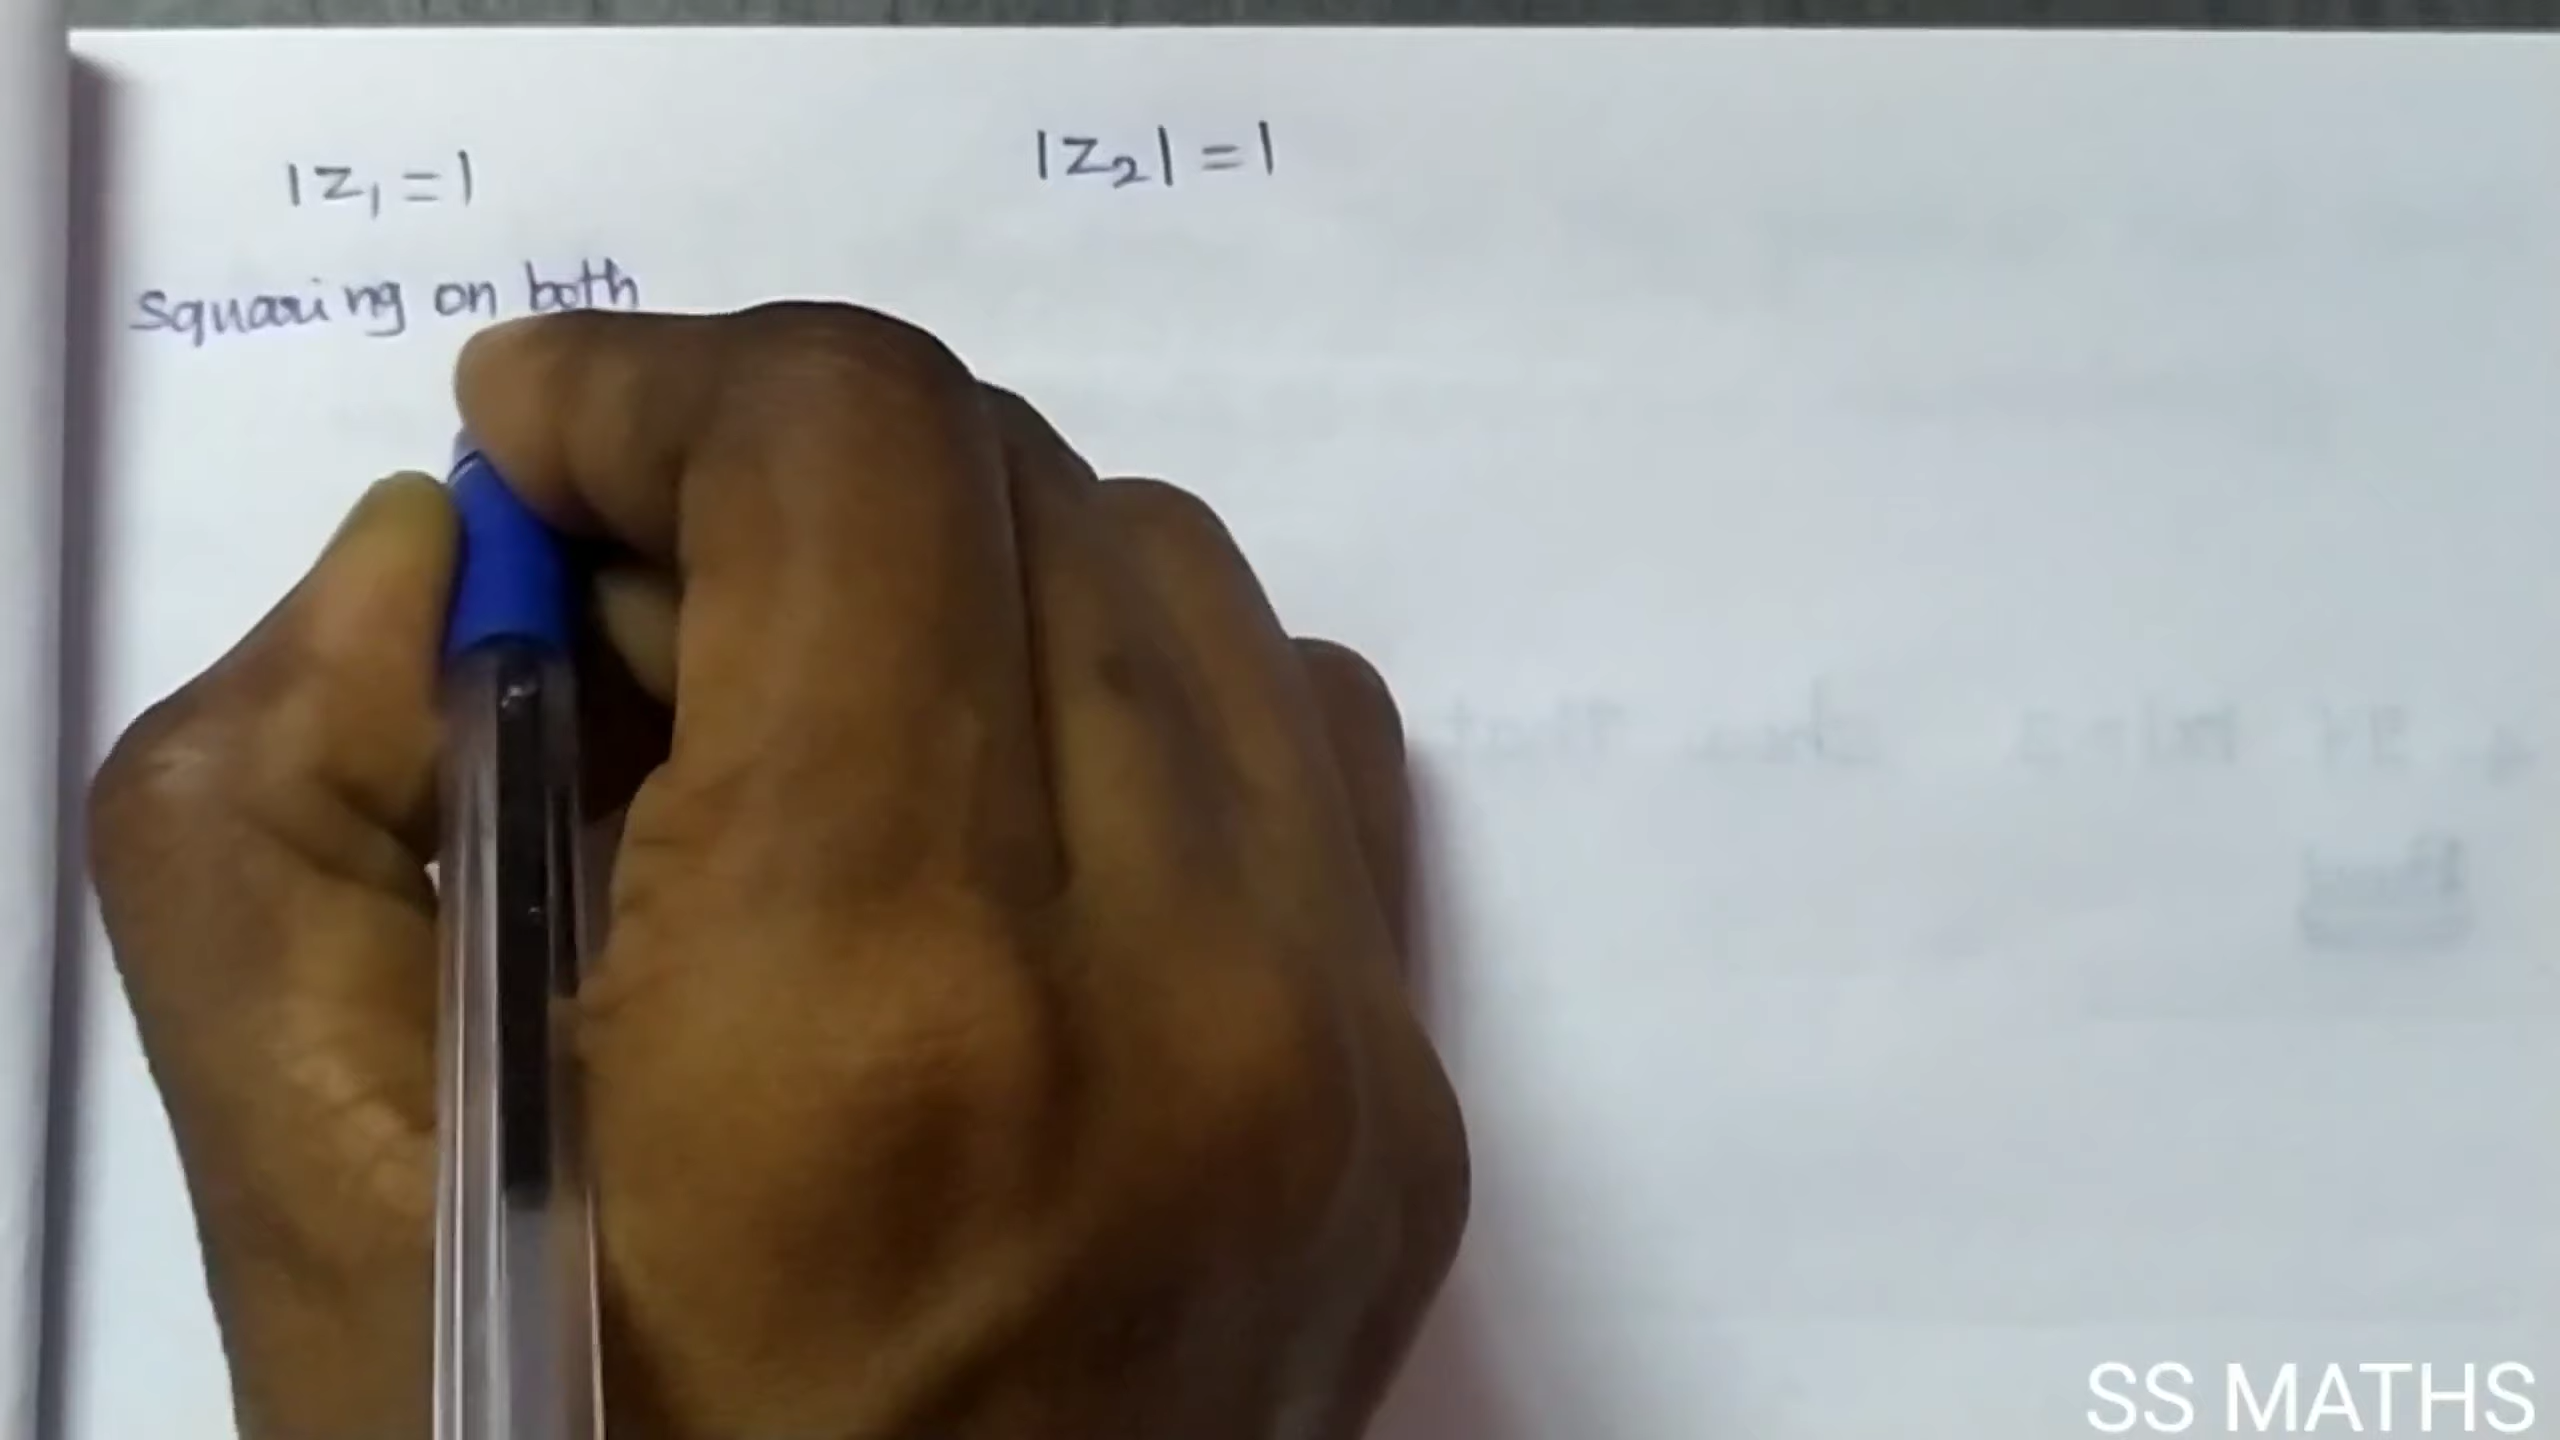 |z₁ = 1
|z₂| = 1
squaring on both
SS MATHS